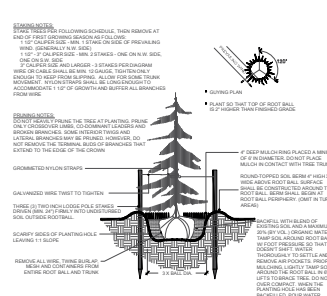 STAKING NOTES:
STAKE TREES PER FOLLOWING SCHEDULE, THEN REMOVE AT
END OF FIRST GROWING SEASON AS FOLLOWS:
1 1/2" CALIPER SIZE - MIN. 1 STAKE ON SIDE OF PREVAILING
WIND. (GENERALLY N.W. SIDE)
1 1/2" - 3" CALIPER SIZE - MIN. 2 STAKES - ONE ON N.W. SIDE,
ONE ON S.W. SIDE
3" CALIPER SIZE AND LARGER - 3 STAKES PER DIAGRAM
WIRE OR CABLE SHALL BE MIN. 12 GAUGE, TIGHTEN ONLY
ENOUGH TO KEEP FROM SLIPPING. ALLOW FOR SOME TRUNK
MOVEMENT. NYLON STRAPS SHALL BE LONG ENOUGH TO
ACCOMMODATE 1 1/2" OF GROWTH AND BUFFER ALL BRANCHES
FROM WIRE
PRUNING NOTES:
DO NOT HEAVILY PRUNE THE TREE AT PLANTING. PRUNE
ONLY CROSSOVER LIMBS, CO-DOMINANT LEADERS AND
BROKEN BRANCHES. SOME INTERIOR TWIGS AND
LATERAL BRANCHES MAY BE PRUNED. HOWEVER, DO
NOT REMOVE THE TERMINAL BUDS OF BRANCHES THAT
EXTEND TO THE EDGE OF THE CROWN
GROMMETED NYLON STRAPS
GALVANIZED WIRE TWIST TO TIGHTEN
THREE (3) TWO INCH LODGE POLE STAKES
DRIVEN (MIN. 24") FIRMLY INTO UNDISTURBED
SOIL OUTSIDE ROOTBALL.
SCARIFY SIDES OF PLANTING HOLE
LEAVING 1:1 SLOPE
REMOVE ALL WIRE, TWINE BURLAP,
MESH AND CONTAINERS FROM
ENTIRE ROOT BALL AND TRUNK
3 X BALL DIA.
120°
GUYING PLAN
PLANT SO THAT TOP OF ROOT BALL
IS 2" HIGHER THAN FINISHED GRADE
4" DEEP MULCH RING PLACED A MINI
OF 6' IN DIAMETER. DO NOT PLACE
MULCH IN CONTACT WITH TREE TRUN
ROUND-TOPPED SOIL BERM 4" HIGH
WIDE ABOVE ROOT BALL SURFACE
SHALL BE CONSTRUCTED AROUND T
ROOT BALL. BERM SHALL BEGIN AT
ROOT BALL PERIPHERY. (OMIT IN TUR
AREAS)
BACKFILL WITH BLEND OF
EXISTING SOIL AND A MAXIMU
20% (BY VOL.) ORGANIC MATE
TAMP SOIL AROUND ROOT BA
W/ FOOT PRESSURE SO THAT
DOESN'T SHIFT. WATER
THOROUGHLY TO SETTLE AND
REMOVE AIR POCKETS. PRIOR
MULCHING, LIGHTLY TAMP SO
AROUND THE ROOT BALL IN 6
LIFTS TO BRACE TREE. DO NO
OVER COMPACT. WHEN THE
PLANTING HOLE HAS BEEN
BACKFILLED, POUR WATER